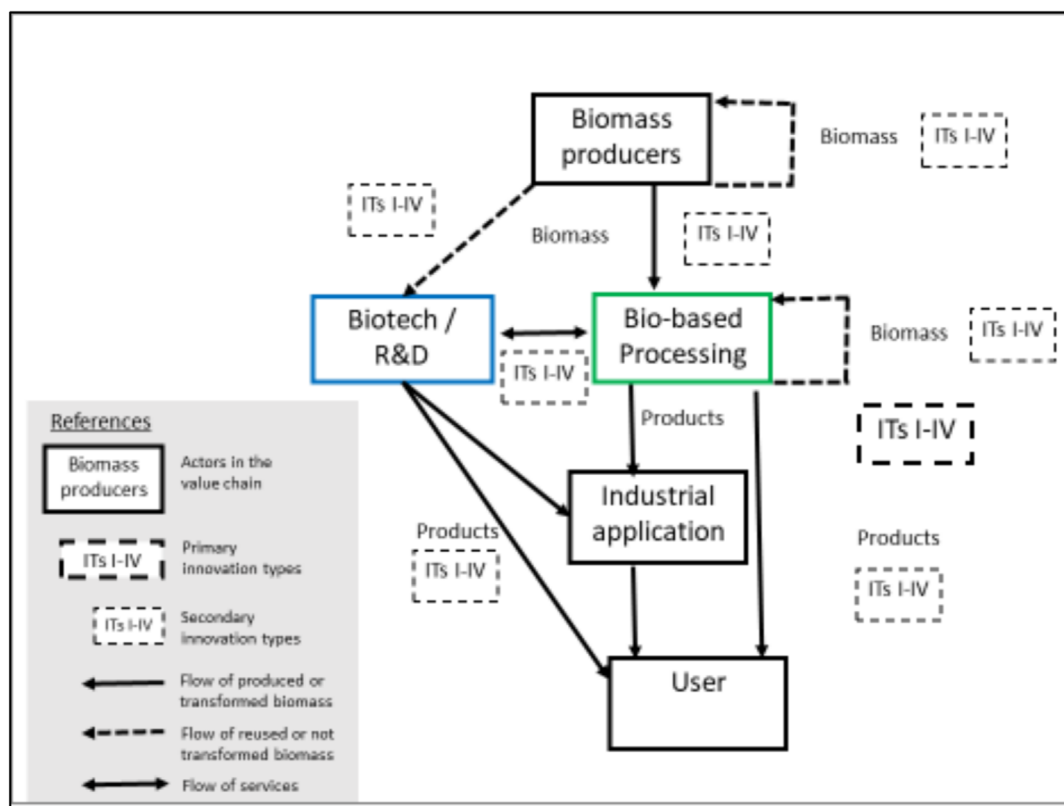 Biomass
producers
Biomass
ITs I-IV
ITs I-IV
Biomass
ITs I-IV
Biotech /
R&D
ITs I-IV
Bio-based
Processing
Biomass
ITs I-IV
Products
ITs I-IV
Industrial
application
Products
ITs I-IV
Products
ITs I-IV
User
References
Biomass
producers
Actors in the
value chain
ITs I-IV
Primary
innovation types
ITs I-IV
Secondary
innovation types
Flow of produced or
transformed biomass
Flow of reused or not
transformed biomass
Flow of services